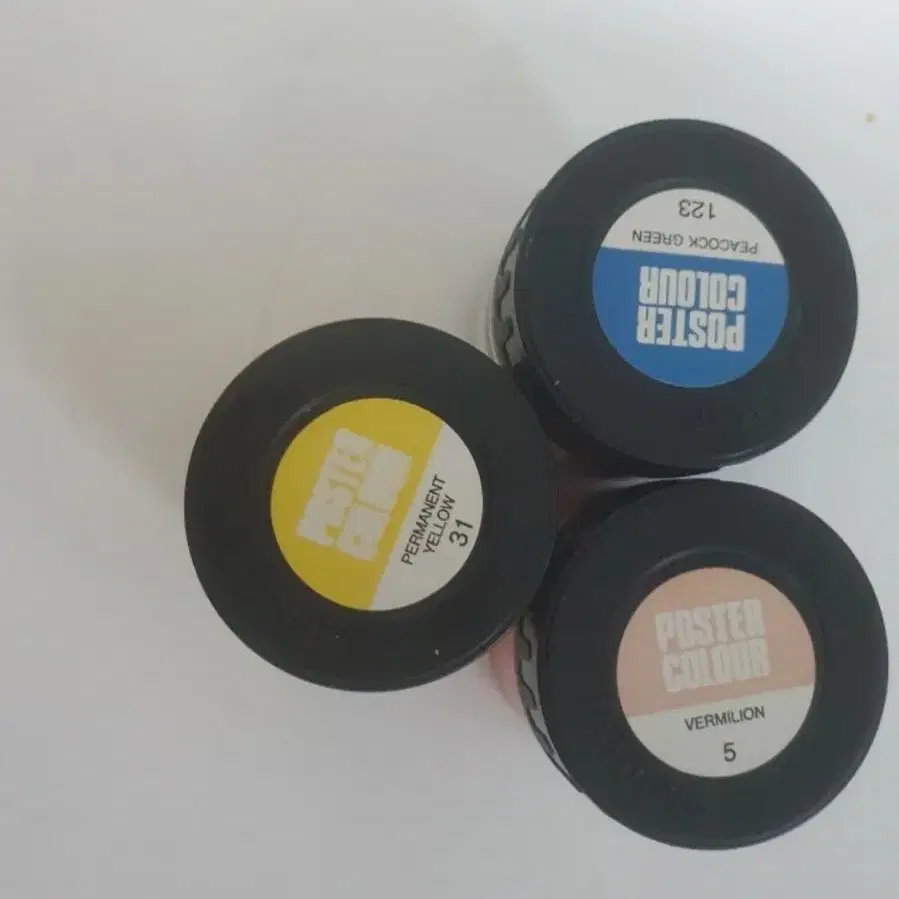 123
PEACOCK GREEN
POSTER
COLOUR
POSTER
COLOUR
PERMANENT
YELLOW
31
POSTER
COLOUR
VERMILION
5